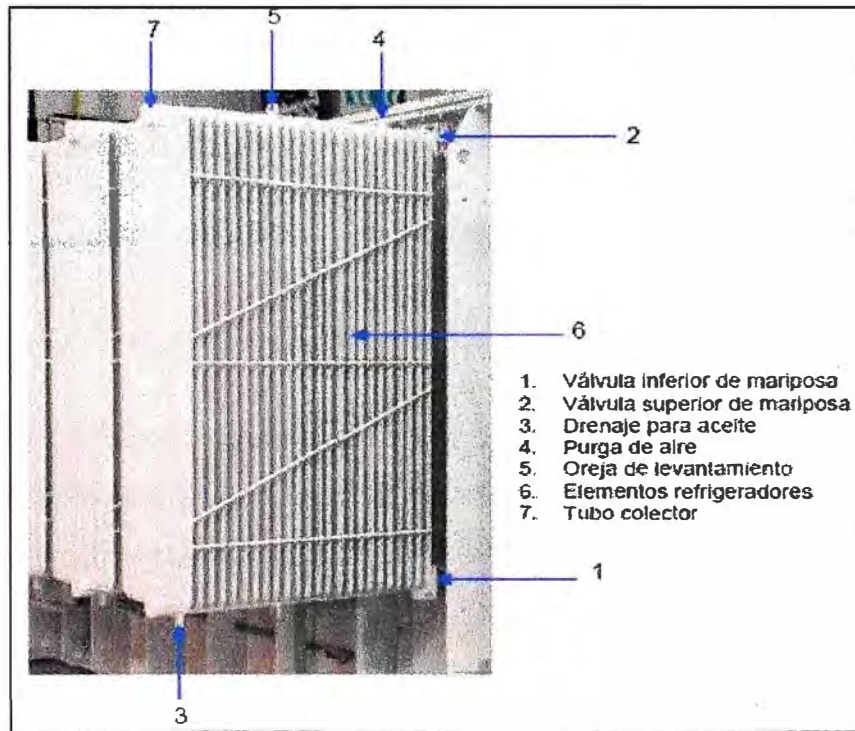 7
5
4
2
6
1. Válvula inferior de mariposa
2. Válvula superior de mariposa
3. Drenaje para aceite
4. Purga de aire
5. Oreja de levantamiento
6. Elementos refrigeradores
7. Tubo colector
1
3